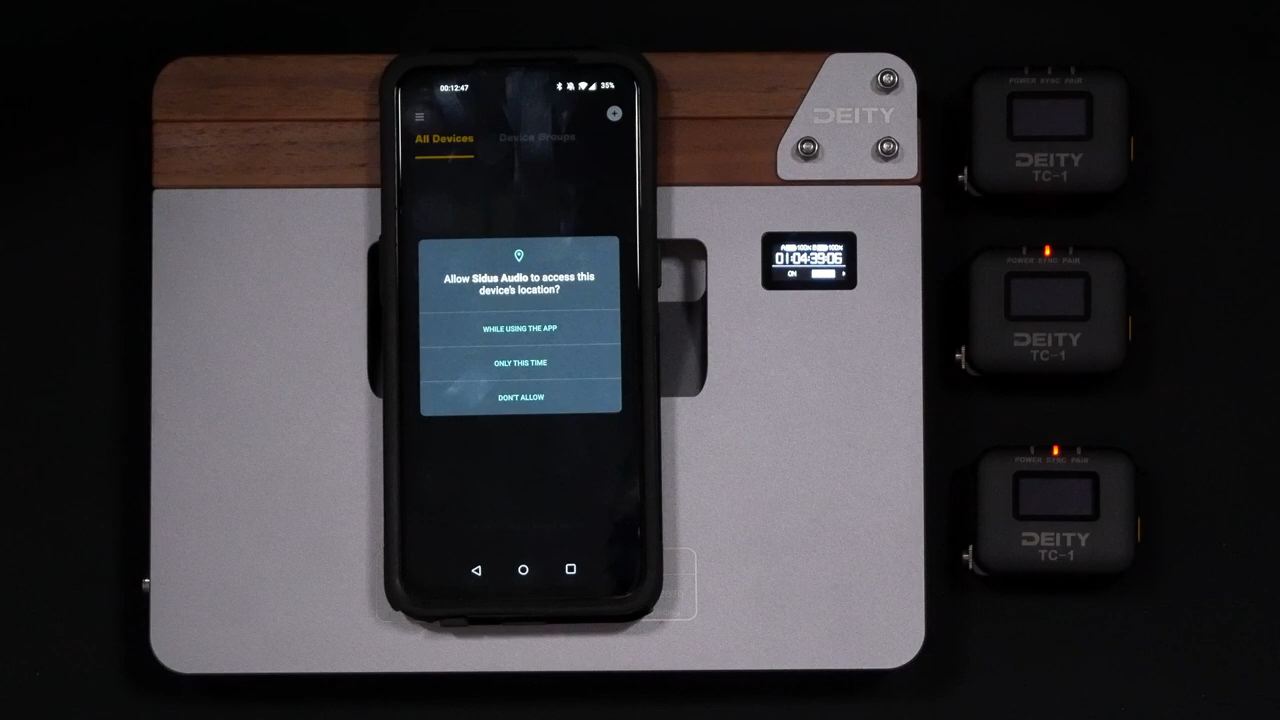 00:12:47
35%
All Devices
Device Groups
Allow Sidus Audio to access this
device's location?
WHILE USING THE APP
ONLY THIS TIME
DON'T ALLOW
DEITY
100% 100%
01:04:39:06
ON
POWER SYNC PAIR
DEITY
TC-1
POWER SYNC PAIR
DEITY
TC-1
POWER SYNC PAIR
DEITY
TC-1